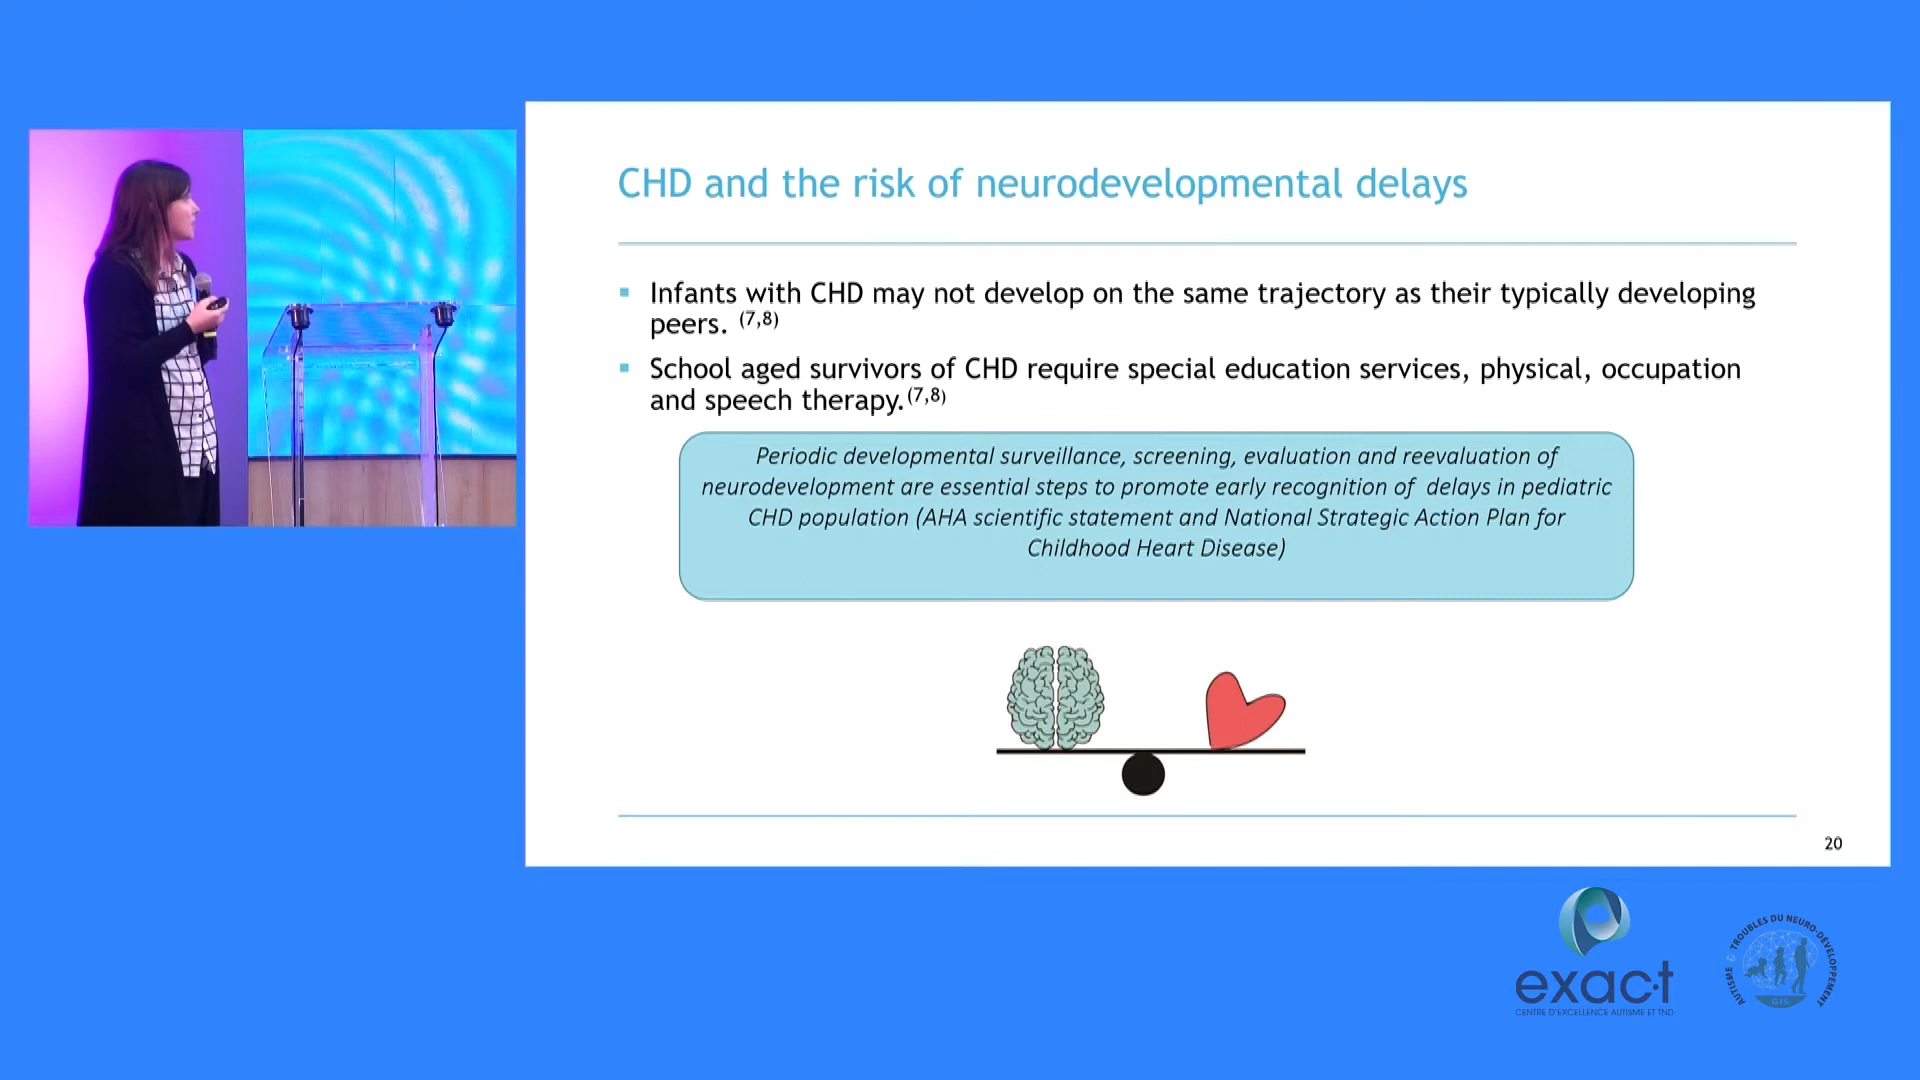 CHD and the risk of neurodevelopmental delays
Infants with CHD may not develop on the same trajectory as their typically developing
peers. (7,8)
School aged survivors of CHD require special education services, physical, occupation
and speech therapy.(7,8)
Periodic developmental surveillance, screening, evaluation and reevaluation of
neurodevelopment are essential steps to promote early recognition of delays in pediatric
CHD population (AHA scientific statement and National Strategic Action Plan for
Childhood Heart Disease)
20
exac·t
CENTRE D'EXCELLENCE AUTISME ET TND
AUTISME & TROUBLES DU NEURO-DÉVELOPPEMENT
GIS